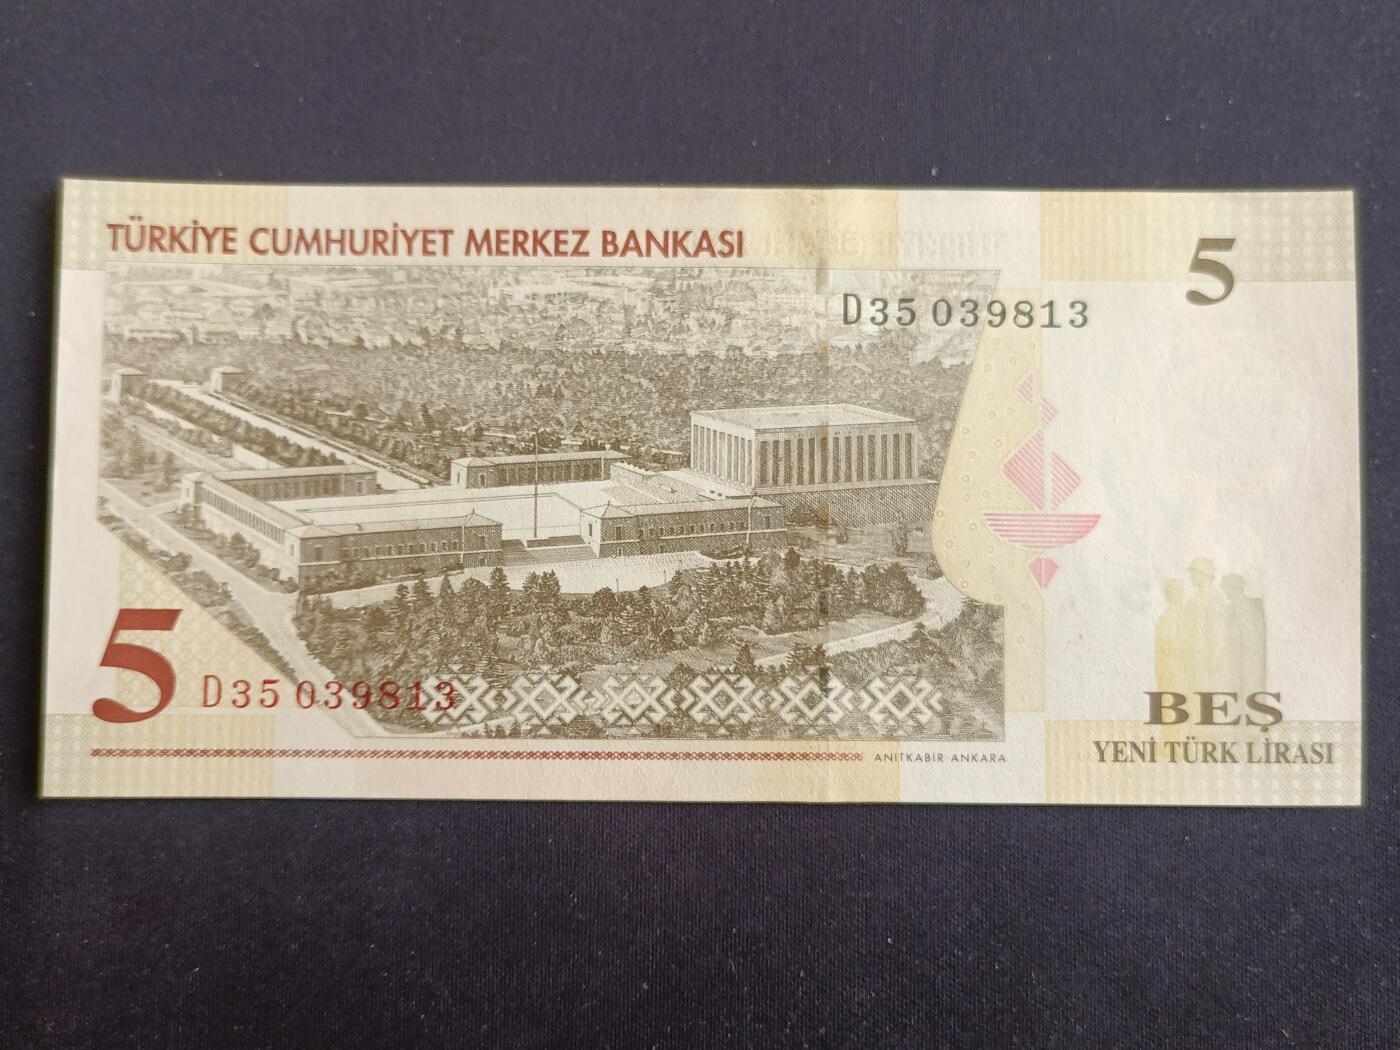 TÜRKİYE CUMHURİYET MERKEZ BANKASI
5
D35 039813
5
D35 039813
ANITKABİR-ANKARA
BEŞ
YENİ TÜRK LİRASI